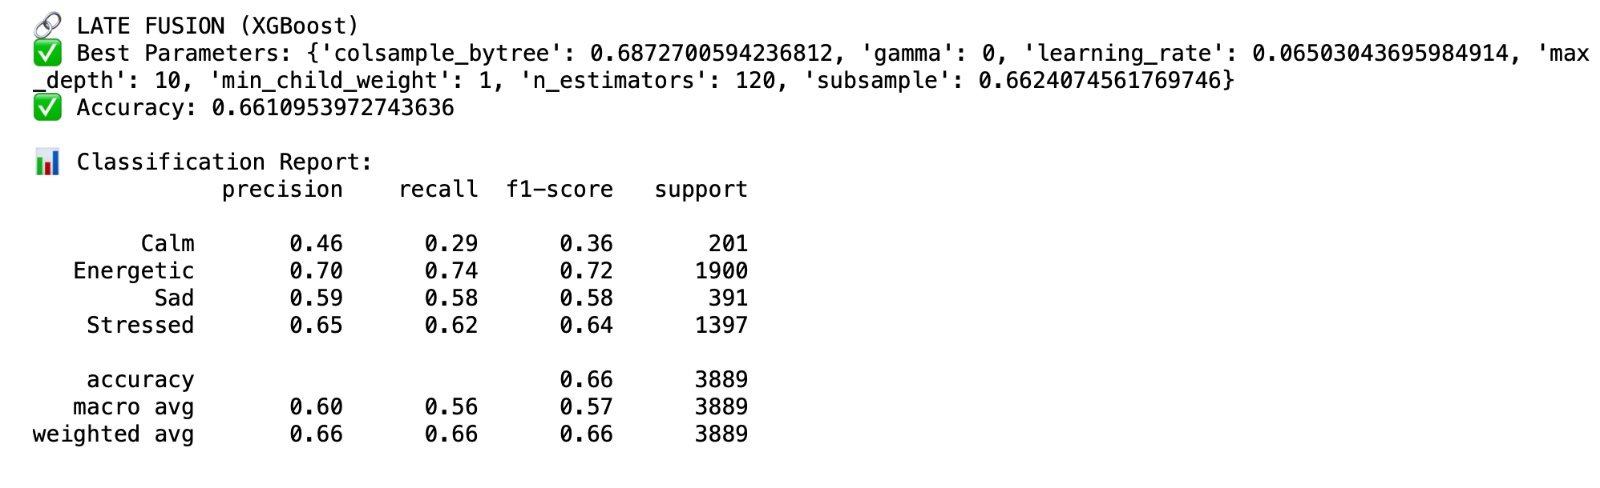 🔗 LATE FUSION (XGBoost)
✅ Best Parameters: {'colsample_bytree': 0.6872700594236812, 'gamma': 0, 'learning_rate': 0.06503043695984914, 'max
_depth': 10, 'min_child_weight': 1, 'n_estimators': 120, 'subsample': 0.6624074561769746}
✅ Accuracy: 0.6610953972743636
📊 Classification Report:
precision recall f1-score support
Calm 0.46 0.29 0.36 201
Energetic 0.70 0.74 0.72 1900
Sad 0.59 0.58 0.58 391
Stressed 0.65 0.62 0.64 1397
accuracy 0.66 3889
macro avg 0.60 0.56 0.57 3889
weighted avg 0.66 0.66 0.66 3889